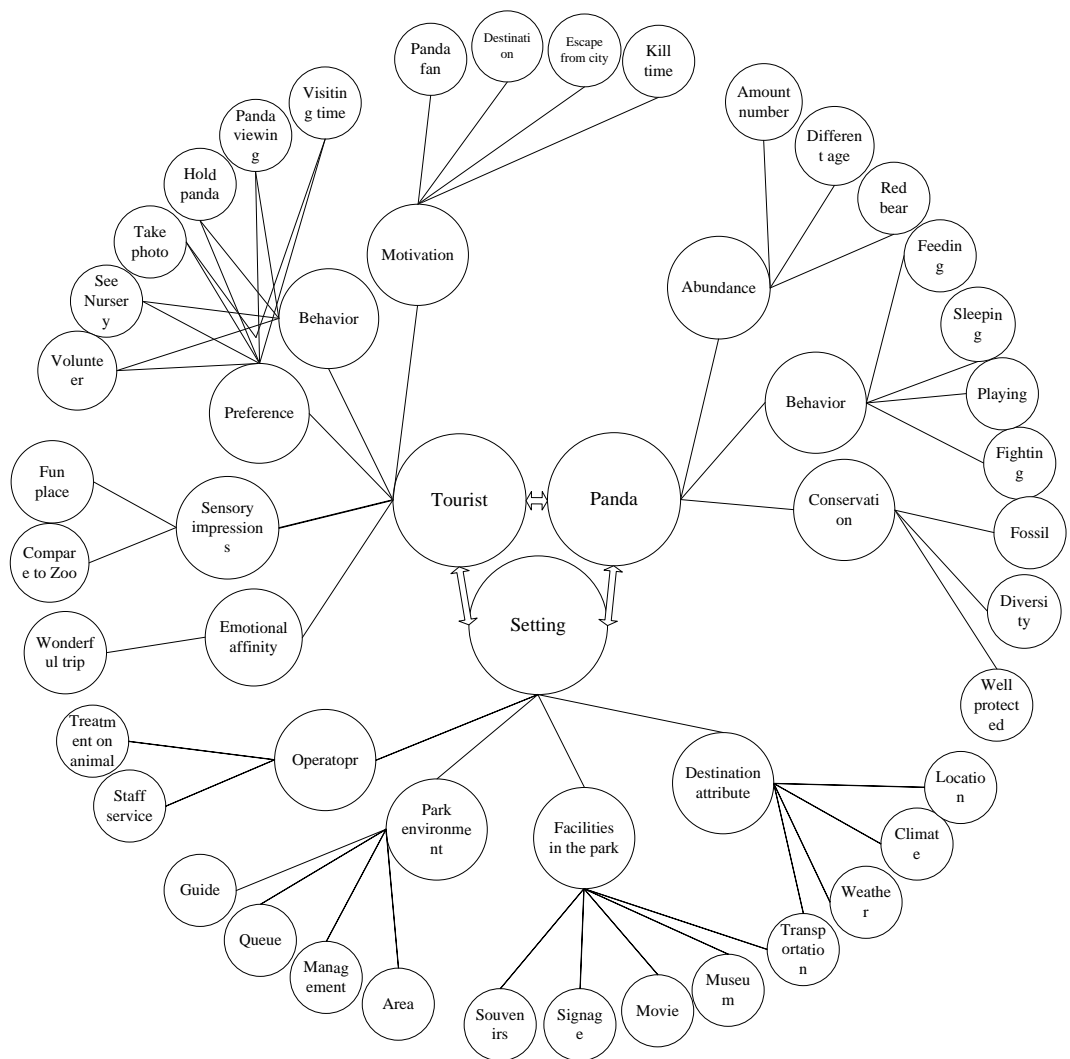 Panda
fan
Destinati
on
Escape
from city
Kill
time
Visitin
g time
Panda
viewin
g
Hold
panda
Take
photo
See
Nurser
y
Volunte
er
Behavior
Preference
Motivation
Amount
number
Differen
t age
Red
bear
Feedin
g
Sleepin
g
Playing
Fightin
g
Abundance
Behavior
Conservati
on
Fossil
Diversi
ty
Well
protect
ed
Fun
place
Compar
e to Zoo
Sensory
impression
s
Tourist
Panda
Setting
Wonderf
ul trip
Emotional
affinity
Treatm
ent on
animal
Staff
service
Operatopr
Park
environme
nt
Facilities
in the park
Destination
attribute
Locatio
n
Climat
e
Weathe
r
Transp
ortatio
n
Guide
Queue
Manag
ement
Area
Souven
irs
Signag
e
Movie
Museu
m